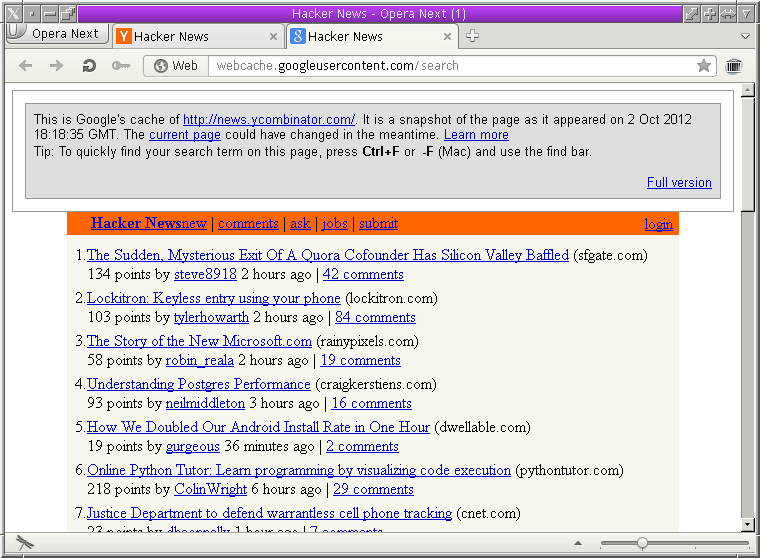 Hacker News - Opera Next (1)
Opera Next
Hacker News
Hacker News
Web
webcache.googleusercontent.com/search
This is Google's cache of http://news.ycombinator.com/. It is a snapshot of the page as it appeared on 2 Oct 2012
18:18:35 GMT. The current page could have changed in the meantime. Learn more
Tip: To quickly find your search term on this page, press Ctrl+F or -F (Mac) and use the find bar.
Full version
Hacker Newsnew | comments | ask | jobs | submit
login
1. The Sudden, Mysterious Exit Of A Quora Cofounder Has Silicon Valley Baffled (sfgate.com)
134 points by steve8918 2 hours ago | 42 comments
2. Lockitron: Keyless entry using your phone (lockitron.com)
103 points by tylerhowarth 2 hours ago | 84 comments
3. The Story of the New Microsoft.com (rainypixels.com)
58 points by robin_reala 2 hours ago | 19 comments
4. Understanding Postgres Performance (craigkerstiens.com)
93 points by neilmiddleton 3 hours ago | 16 comments
5. How We Doubled Our Android Install Rate in One Hour (dwellable.com)
19 points by gurgeous 36 minutes ago | 2 comments
6. Online Python Tutor: Learn programming by visualizing code execution (pythontutor.com)
218 points by ColinWright 6 hours ago | 29 comments
7. Justice Department to defend warrantless cell phone tracking (cnet.com)
23 points by 1 hour ago | 7 comments